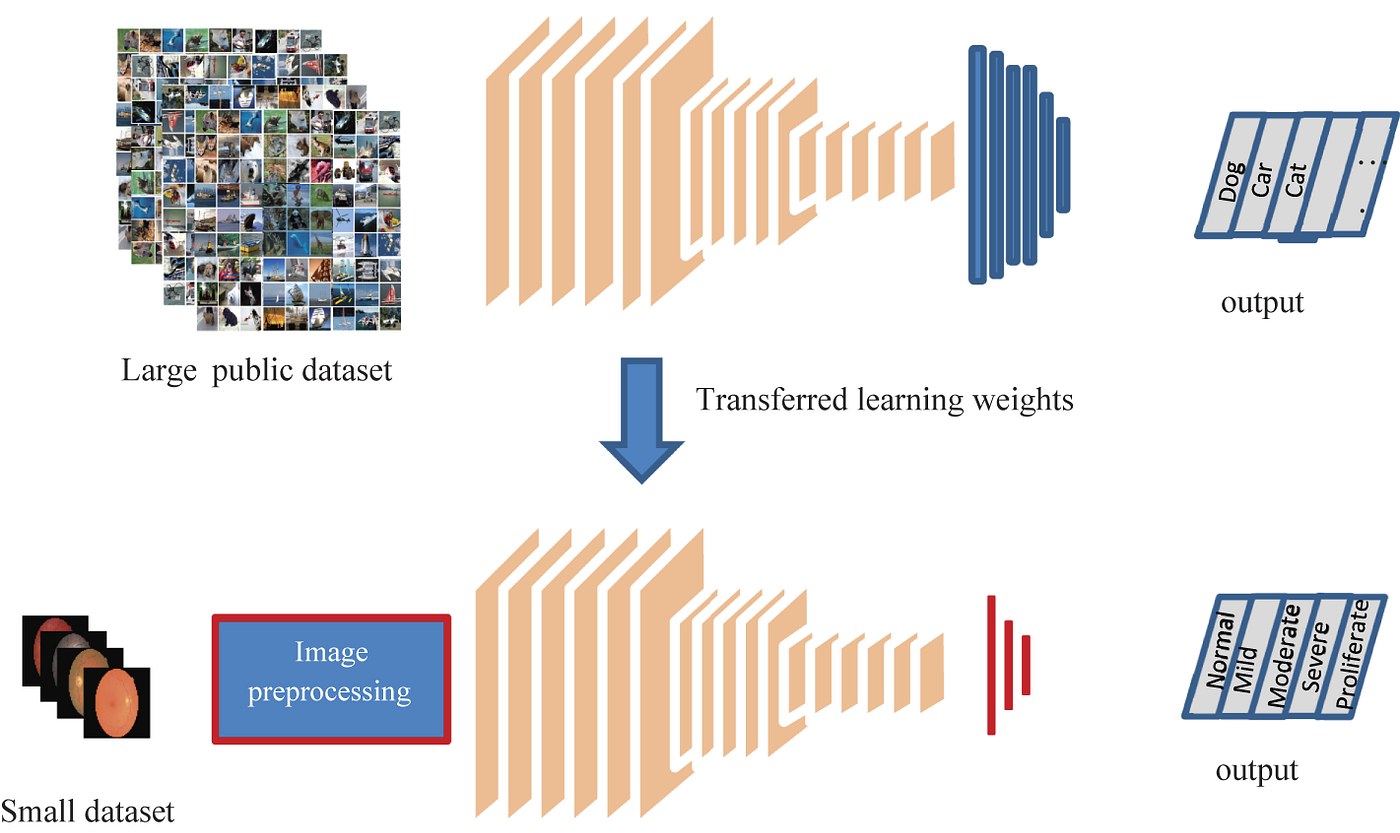 Dog
Car
Cat
. .
.
output
Large public dataset
Transferred learning weights
Image
preprocessing
Normal
Mild
Moderate
Severe
Proliferate
output
Small dataset